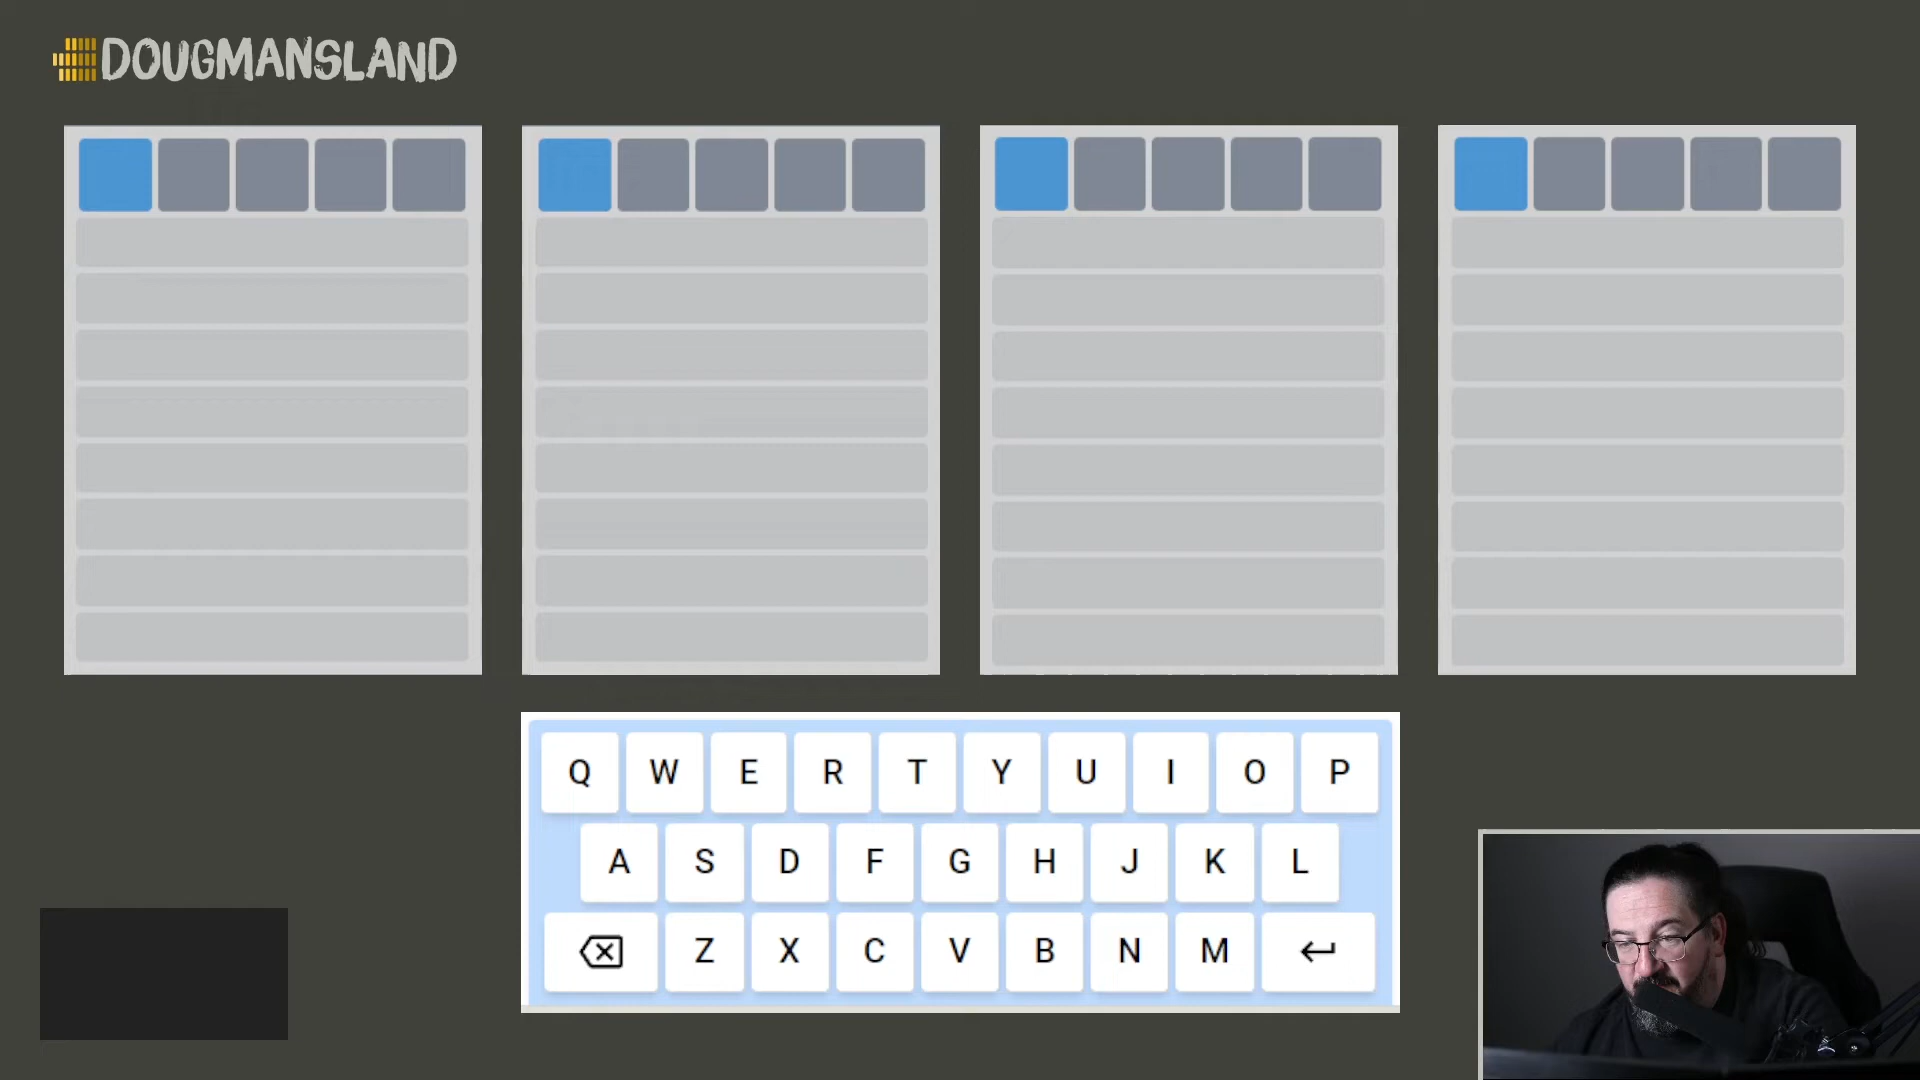 DOUGMANSLAND
Q W E R T Y U I O P
A S D F G H J K L
Z X C V B N M